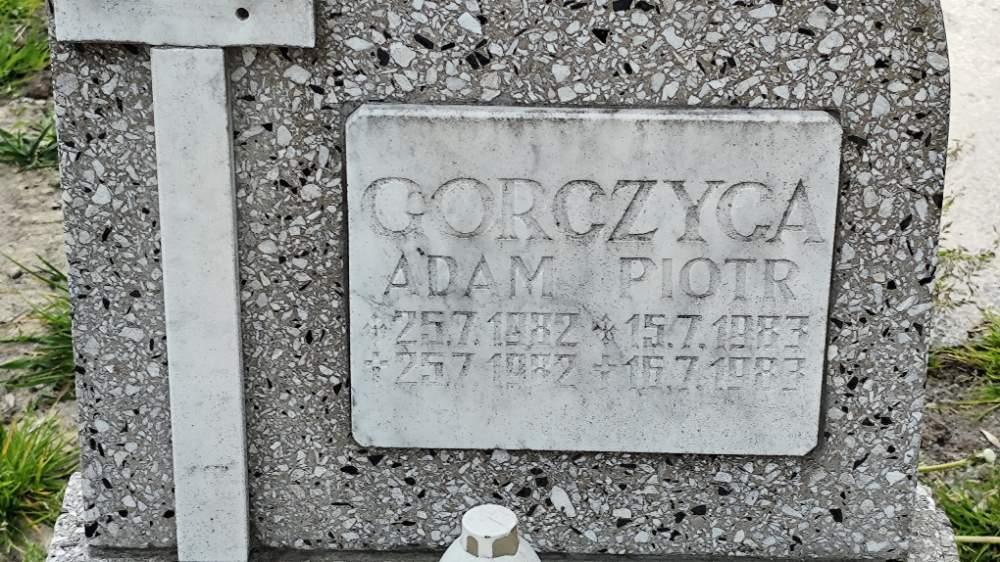 GORCZYCA
ADAM PIOTR
*25.7.1982 *15.7.1983
+25.7.1982 +16.7.1983